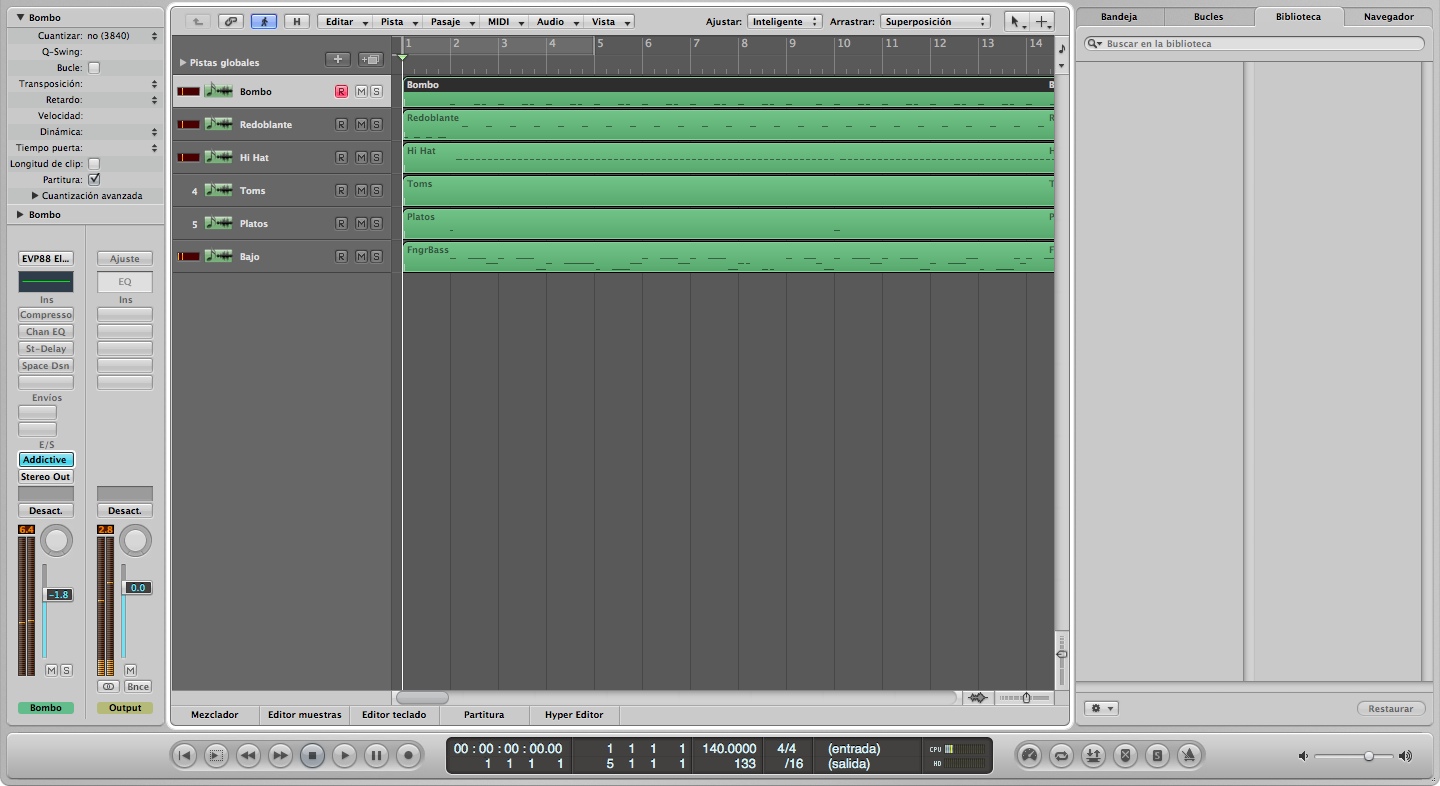 Bombo
Cuantizar: no (3840)
Q-Swing:
Bucle:
Transposición:
Retardo:
Velocidad:
Dinámica:
Tiempo puerta:
Longitud de clip:
Partitura:
Cuantización avanzada
Bombo
EVP88 El... Ajuste
EQ
Ins Ins
Compresso
Chan EQ
St-Delay
Space Dsn
Envíos
E/S
Addictive
Stereo Out
Desact. Desact.
6.4 2.8
-1.8 0.0
M S M
Bnce
Bombo Output
H Editar Pista Pasaje MIDI Audio Vista Ajustar: Inteligente Arrastrar: Superposición
1 2 3 4 5 6 7 8 9 10 11 12 13 14
Pistas globales
Bombo R M S Bombo B
Redoblante R M S Redoblante R
Hi Hat R M S Hi Hat H
4 Toms R M S Toms T
5 Platos R M S Platos P
Bajo R M S FngrBass F
Mezclador Editor muestras Editor teclado Partitura Hyper Editor
Bandeja Bucles Biblioteca Navegador
Buscar en la biblioteca
Restaurar
00 : 00 : 00 : 00.00 1 1 1 1 140.0000 4/4 (entrada) CPU
1 1 1 1 5 1 1 1 133 /16 (salida) HD
S